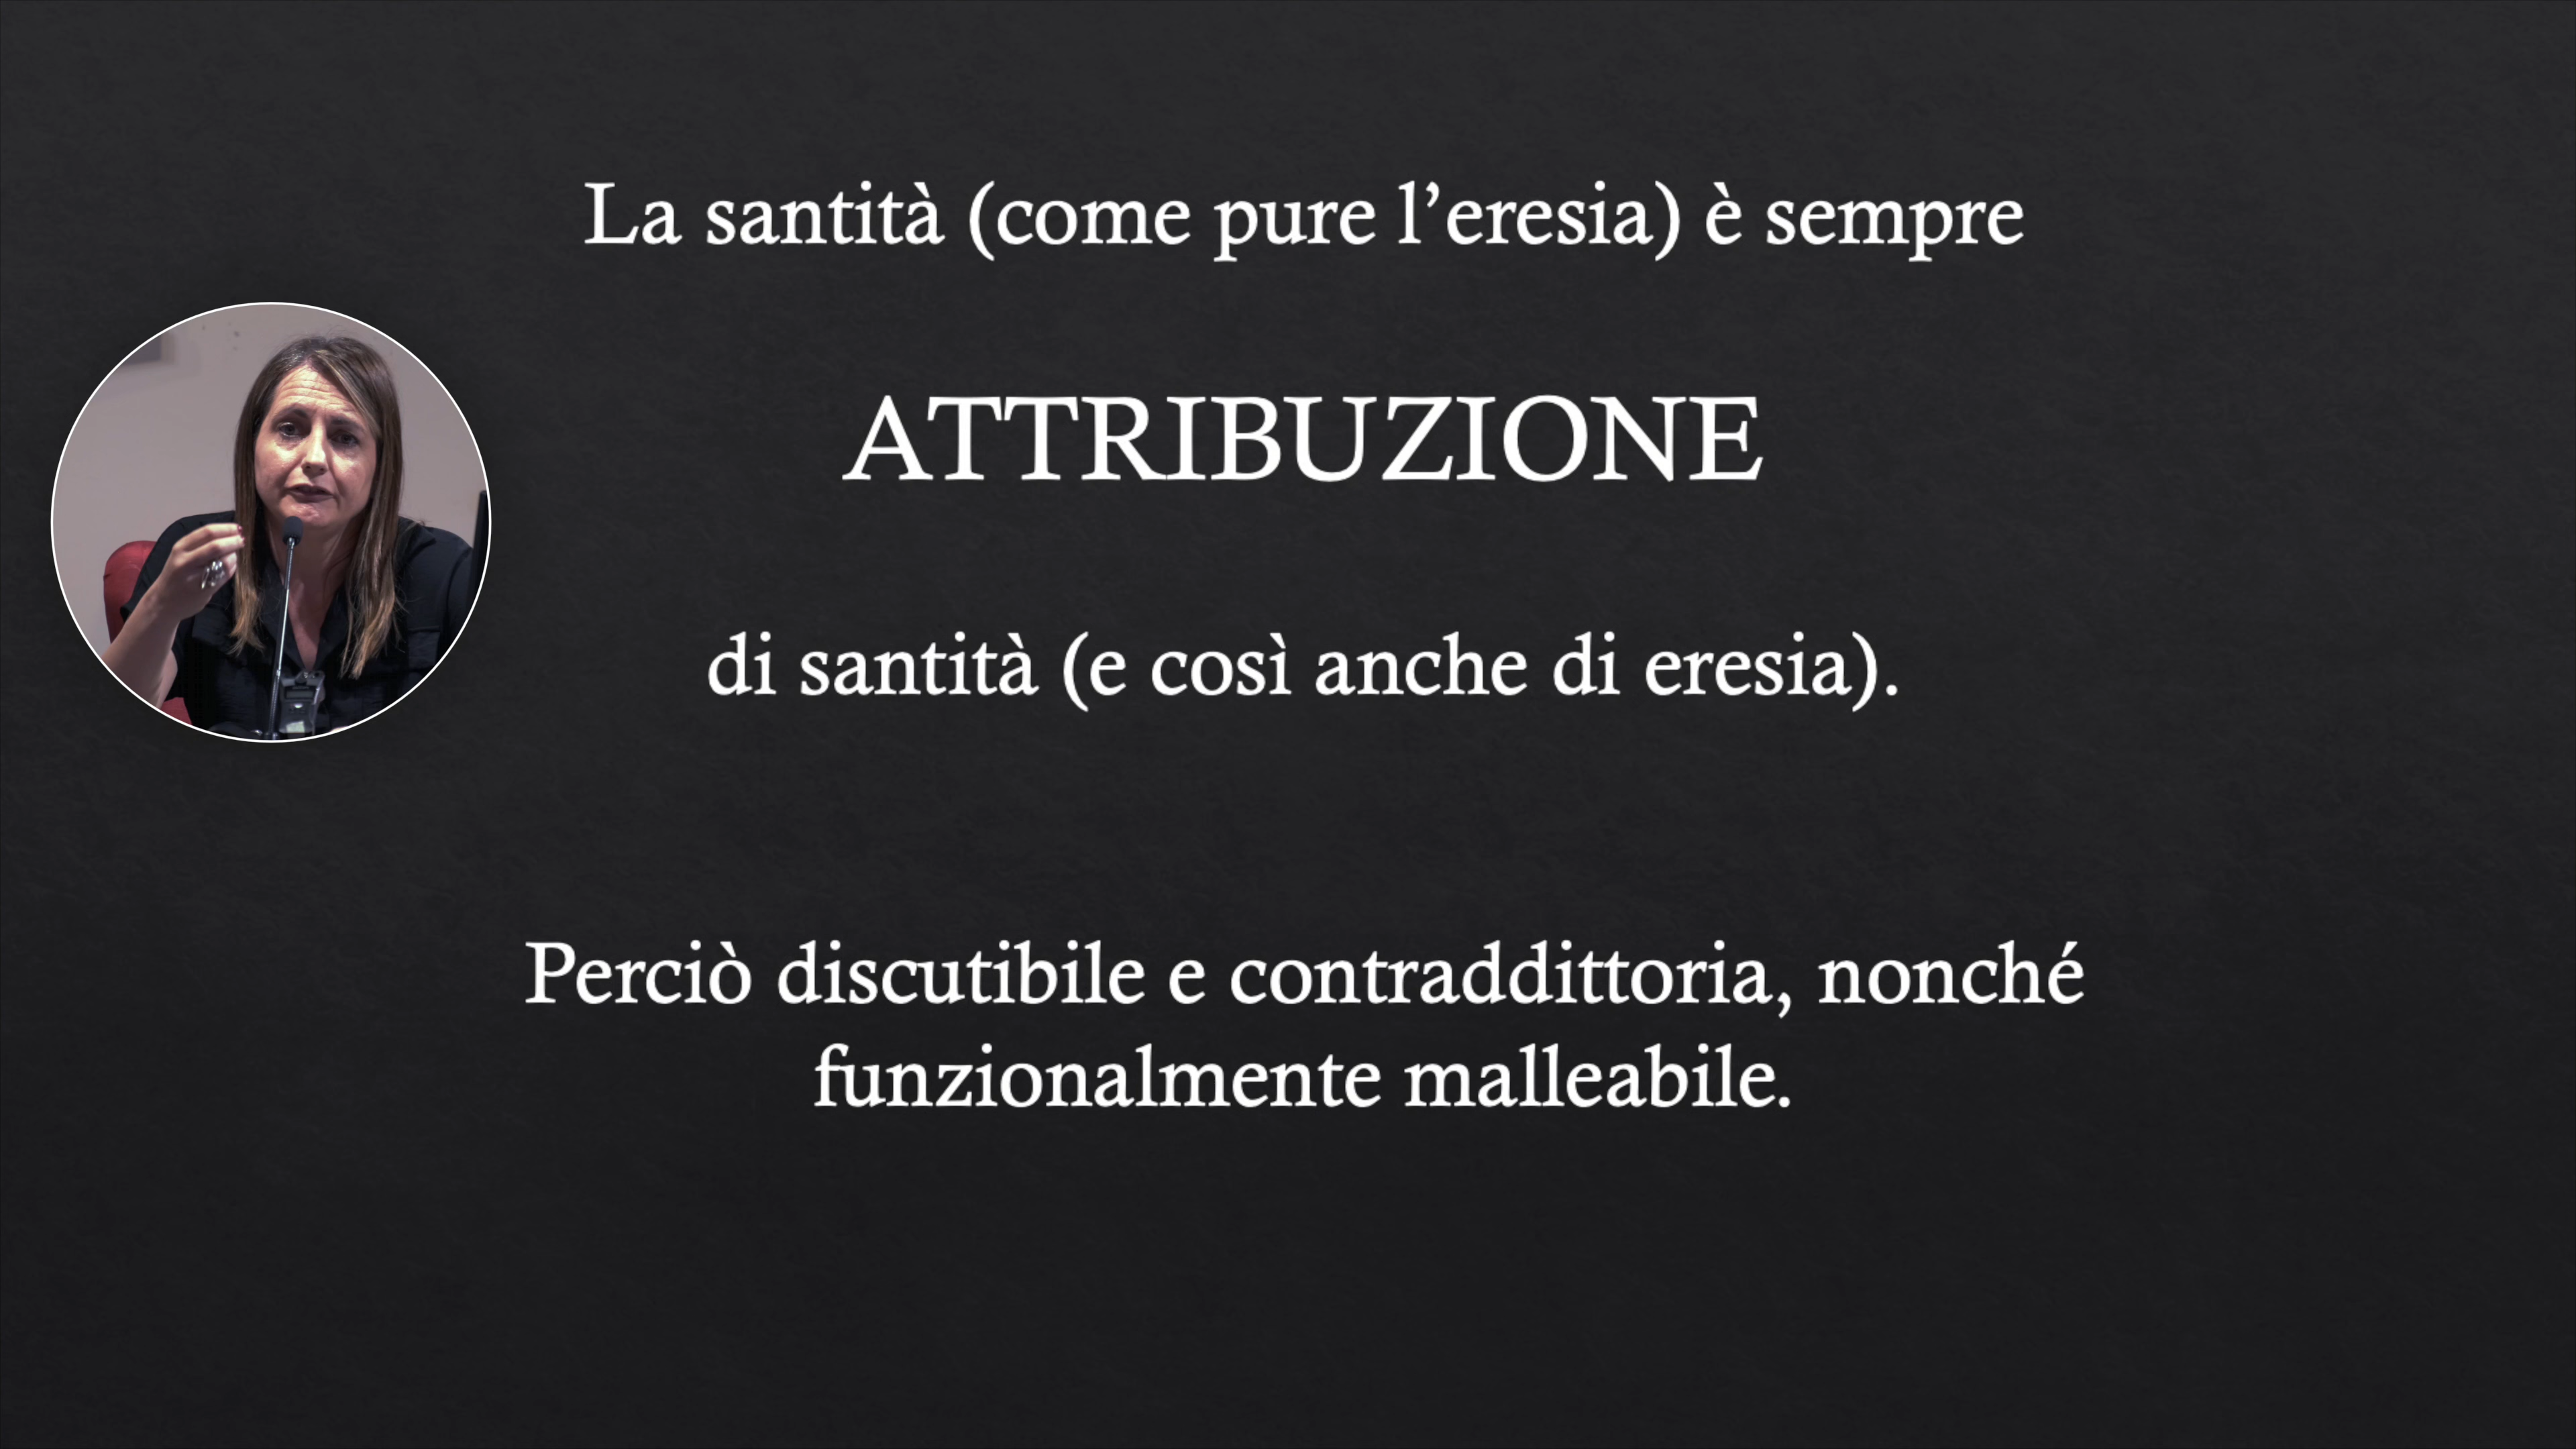 La santità (come pure l’eresia) è sempre
ATTRIBUZIONE
di santità (e così anche di eresia).
Perciò discutibile e contraddittoria, nonché
funzionalmente malleabile.